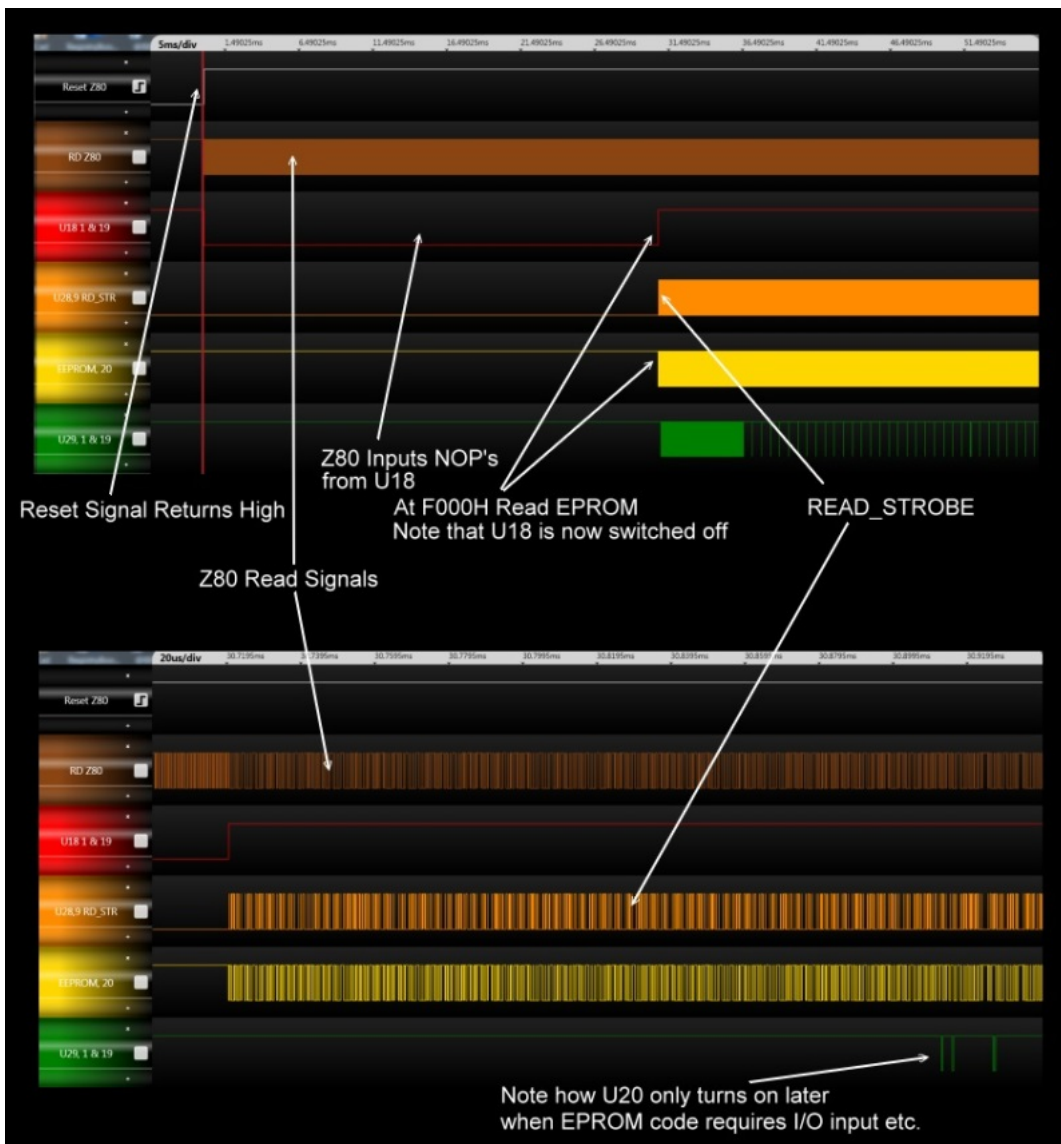 5ms/div 1.49025ms 6.49025ms 11.49025ms 16.49025ms 21.49025ms 26.49025ms 31.49025ms 36.49025ms 41.49025ms 46.49025ms 51.49025ms
Reset Z80
RD Z80
U18 1 & 19
U28,9 RD_STR
EEPROM, 20
U29, 1 & 19
Z80 Inputs NOP's
from U18
Reset Signal Returns High
At F000H Read EPROM
Note that U18 is now switched off
READ_STROBE
Z80 Read Signals
20us/div 30.7195ms 30.7595ms 30.7795ms 30.7995ms 30.8195ms 30.8395ms 30.8595ms 30.8795ms 30.8995ms 30.9195ms
Reset Z80
RD Z80
U18 1 & 19
U28,9 RD_STR
EEPROM, 20
U29, 1 & 19
Note how U20 only turns on later
when EPROM code requires I/O input etc.